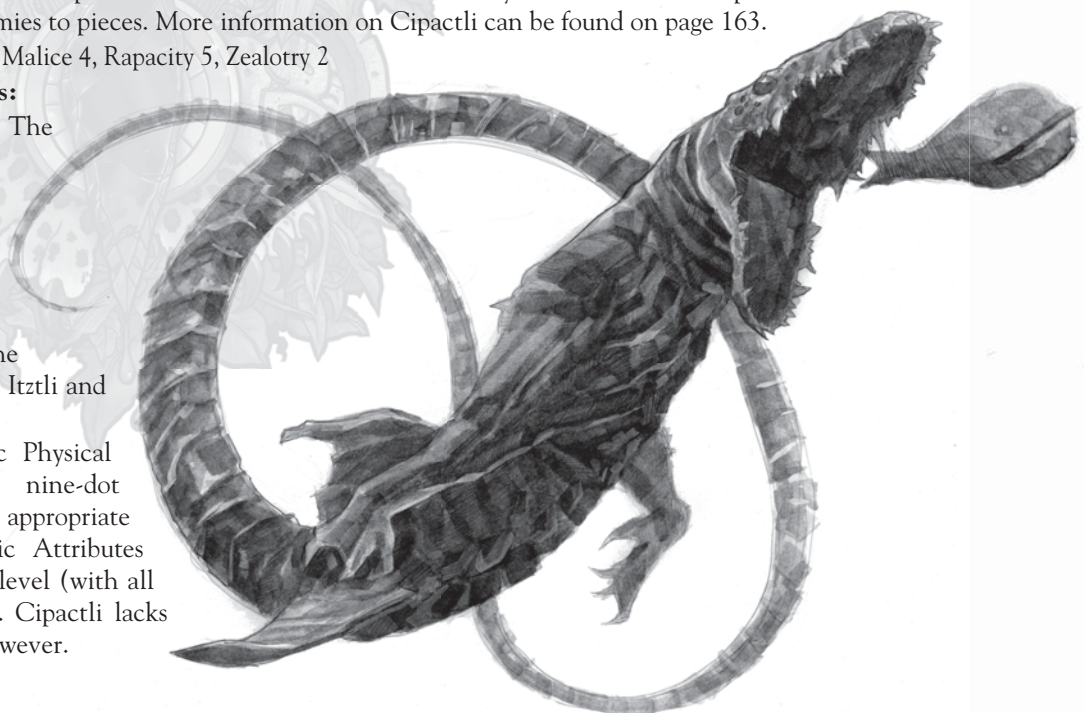 mies to pieces. More information on Cipactli can be found on page 163.
Malice 4, Rapacity 5, Zealotry 2
s:
The
ne
Itztli and
c Physical
nine-dot
appropriate
ic Attributes
level (with all
. Cipactli lacks
wever.